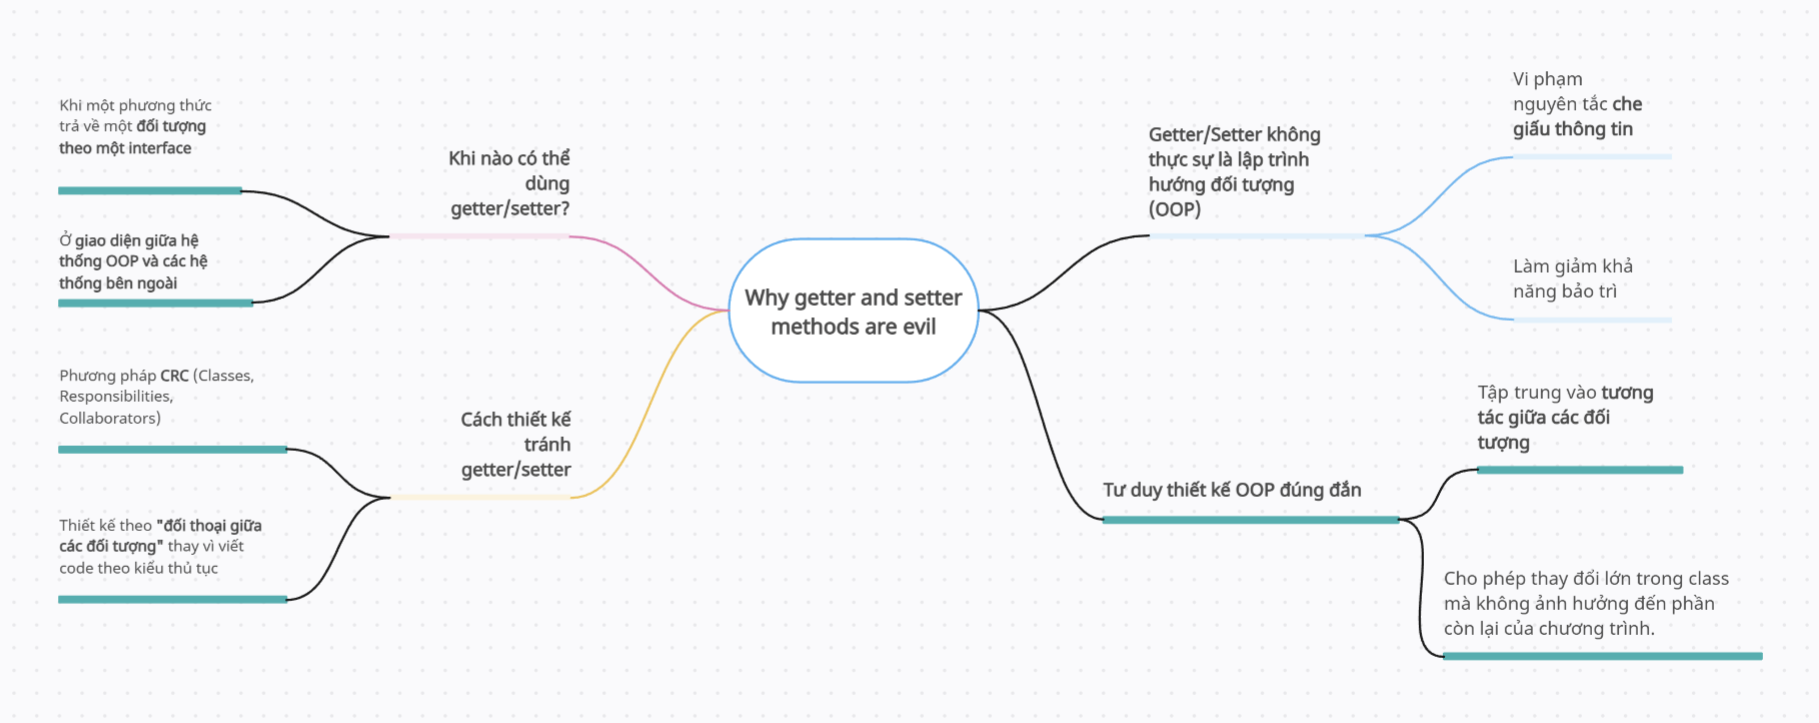 Khi một phương thức
trả về một đối tượng
theo một interface
Khi nào có thể
dùng
getter/setter?
Ở giao diện giữa hệ
thống OOP và các hệ
thống bên ngoài
Phương pháp CRC (Classes,
Responsibilities,
Collaborators)
Cách thiết kế
tránh
getter/setter
Thiết kế theo "đối thoại giữa
các đối tượng" thay vì viết
code theo kiểu thủ tục
Why getter and setter
methods are evil
Getter/Setter không
thực sự là lập trình
hướng đối tượng
(OOP)
Vi phạm
nguyên tắc che
giấu thông tin
Làm giảm khả
năng bảo trì
Tư duy thiết kế OOP đúng đắn
Tập trung vào tương
tác giữa các đối
tượng
Cho phép thay đổi lớn trong class
mà không ảnh hưởng đến phần
còn lại của chương trình.